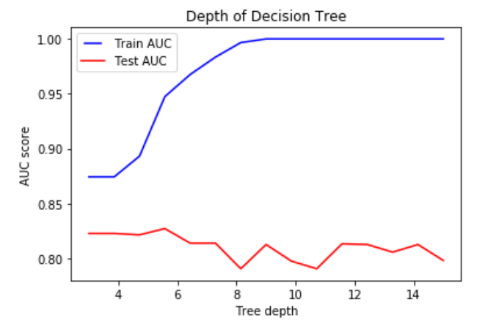 Depth of Decision Tree
Train AUC
Test AUC
AUC score
1.00
0.95
0.90
0.85
0.80
4 6 8 10 12 14
Tree depth